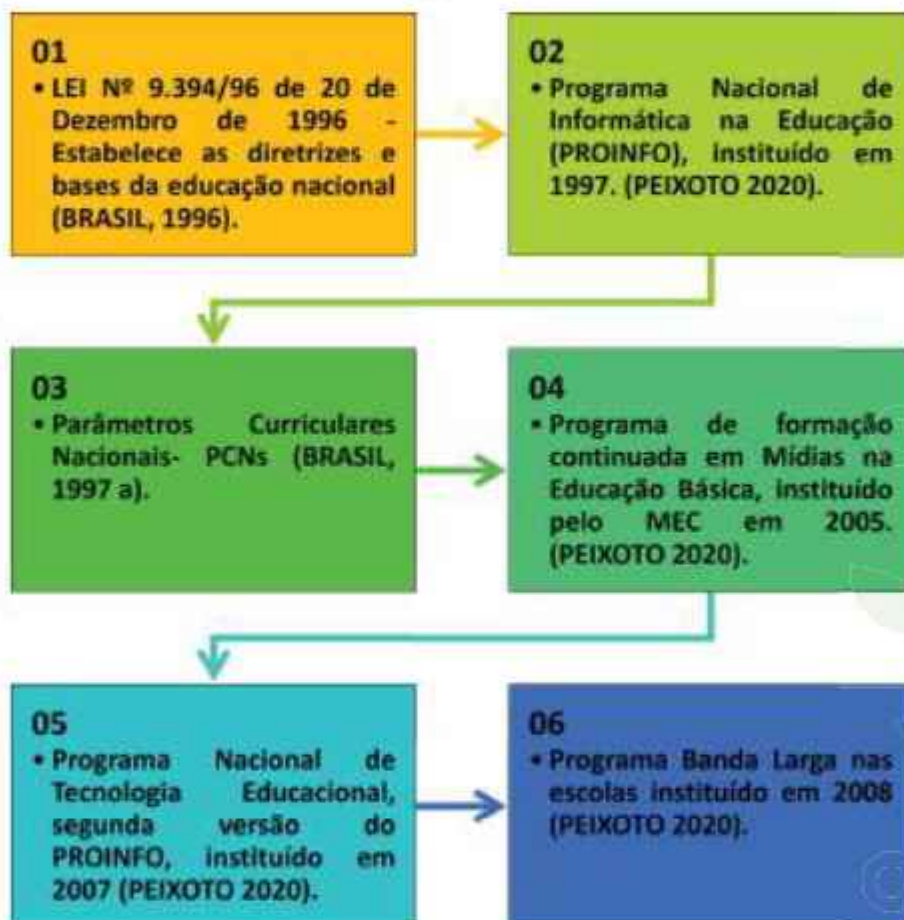 01
• LEI Nº 9.394/96 de 20 de
Dezembro de 1996 -
Estabelece as diretrizes e
bases da educação nacional
(BRASIL, 1996).
02
• Programa Nacional de
Informática na Educação
(PROINFO), instituído em
1997. (PEIXOTO 2020).
03
• Parâmetros Curriculares
Nacionais- PCNs (BRASIL,
1997 a).
04
• Programa de formação
continuada em Mídias na
Educação Básica, instituído
pelo MEC em 2005.
(PEIXOTO 2020).
05
• Programa Nacional de
Tecnologia Educacional,
segunda versão do
PROINFO, instituído em
2007 (PEIXOTO 2020).
06
• Programa Banda Larga nas
escolas instituído em 2008
(PEIXOTO 2020).